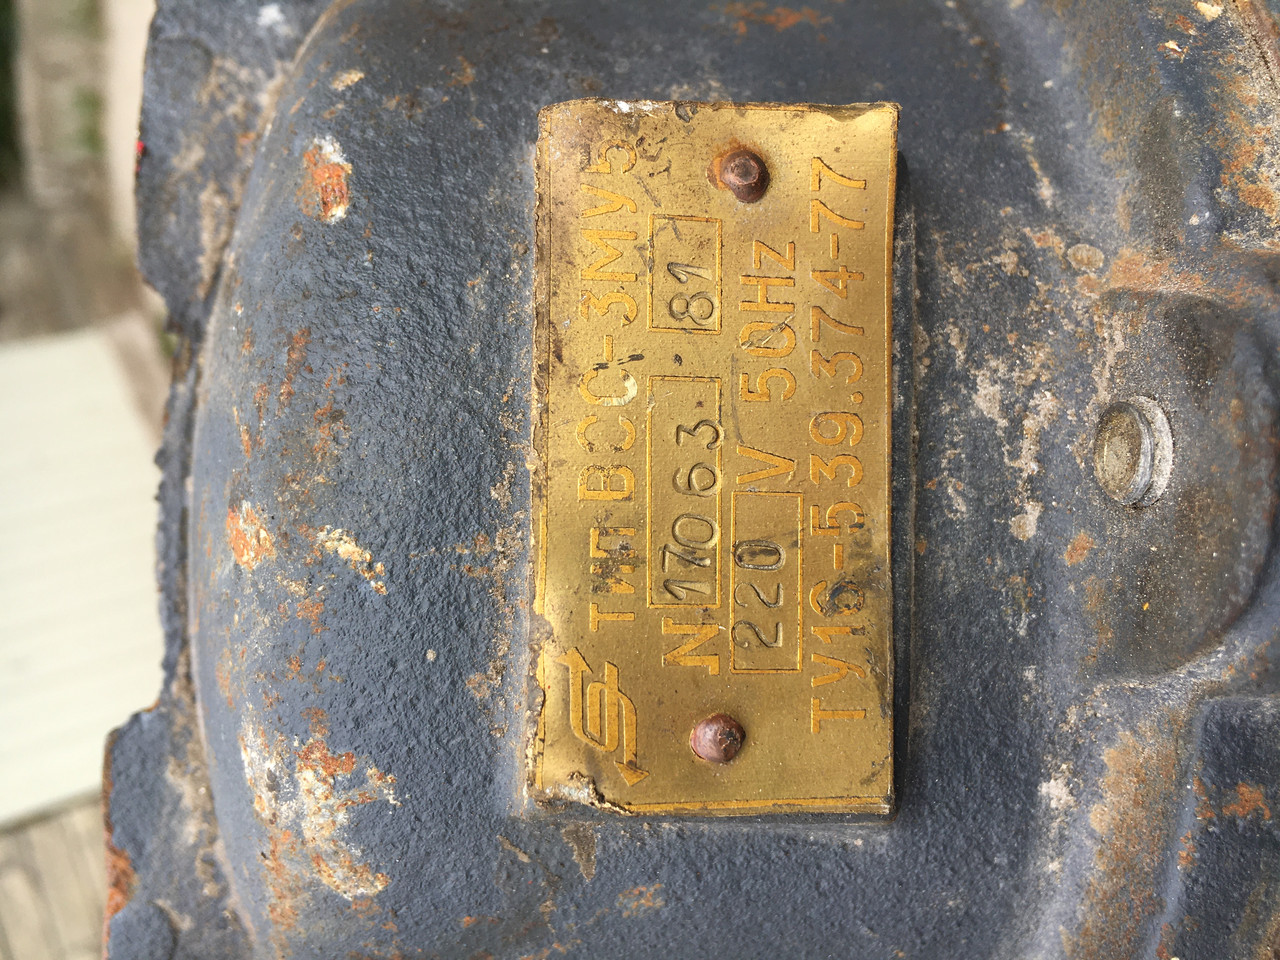 ТИП ВСС-3МУ5
N 17063 81
220 V 50Hz
ТУ16-539.374-77